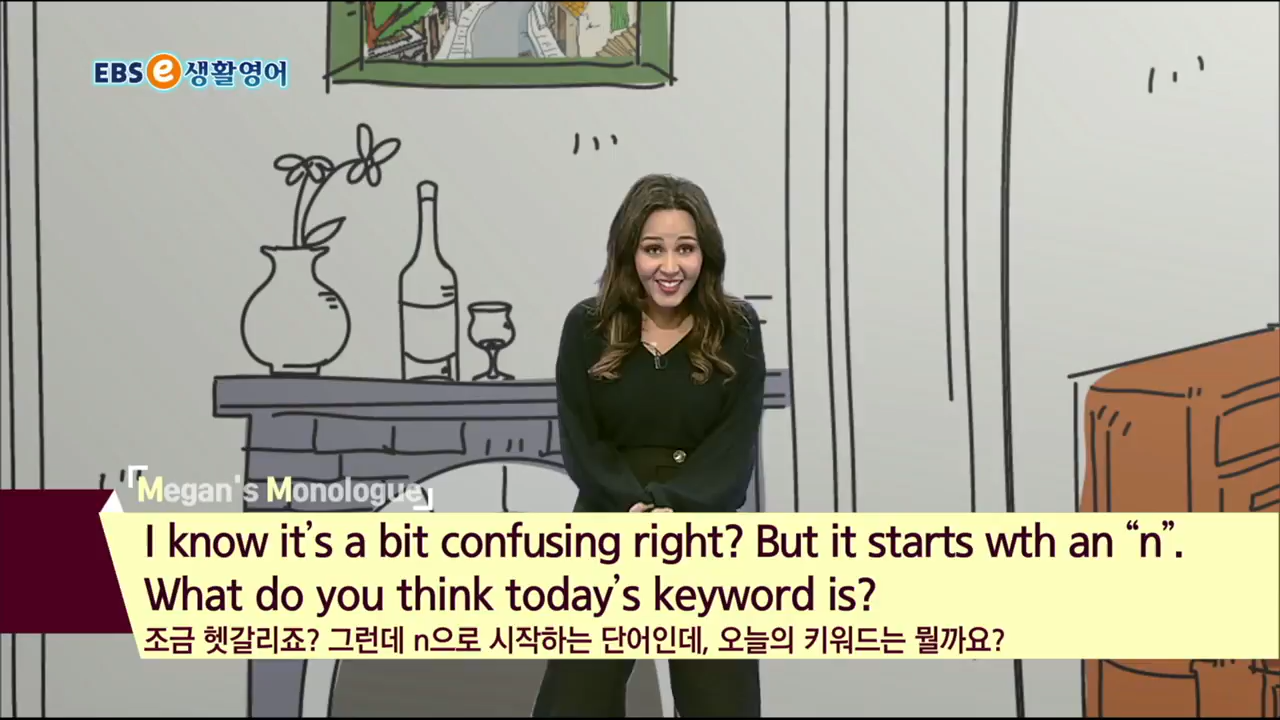 EBS e 생활영어
Megan's Monologue
I know it's a bit confusing right? But it starts wth an “n”.
What do you think today's keyword is?
조금 헷갈리죠? 그런데 n으로 시작하는 단어인데, 오늘의 키워드는 뭘까요?